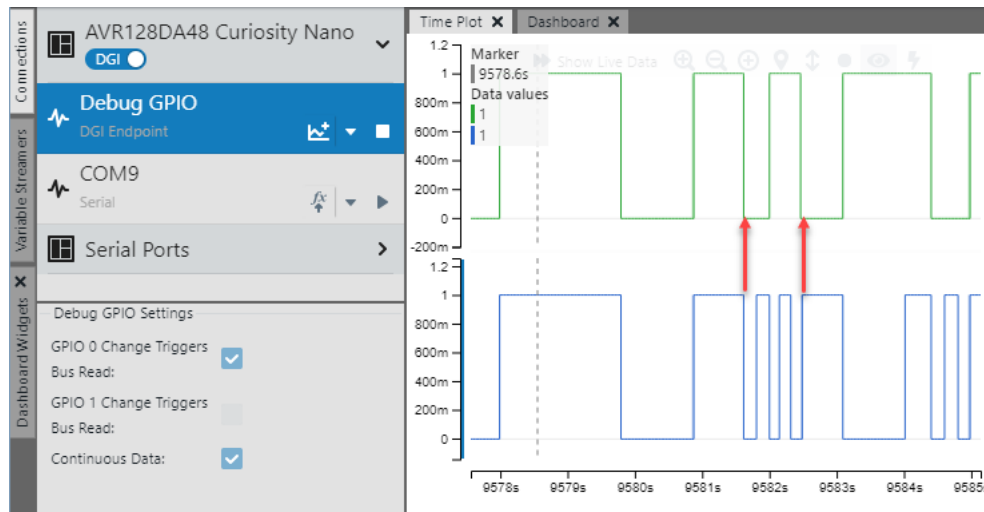 Connections
Variable Streamers
Dashboard Widgets
AVR128DA48 Curiosity Nano
DGI
Debug GPIO
DGI Endpoint
COM9
Serial
fx
Serial Ports
Debug GPIO Settings
GPIO 0 Change Triggers
Bus Read:
GPIO 1 Change Triggers
Bus Read:
Continuous Data:
Time Plot
Dashboard
Show Live Data
Marker
9578.6s
Data values
1
1
1.2
1
800m
600m
400m
200m
0
-200m
1.2
1
800m
600m
400m
200m
0
9578s 9579s 9580s 9581s 9582s 9583s 9584s 9585s